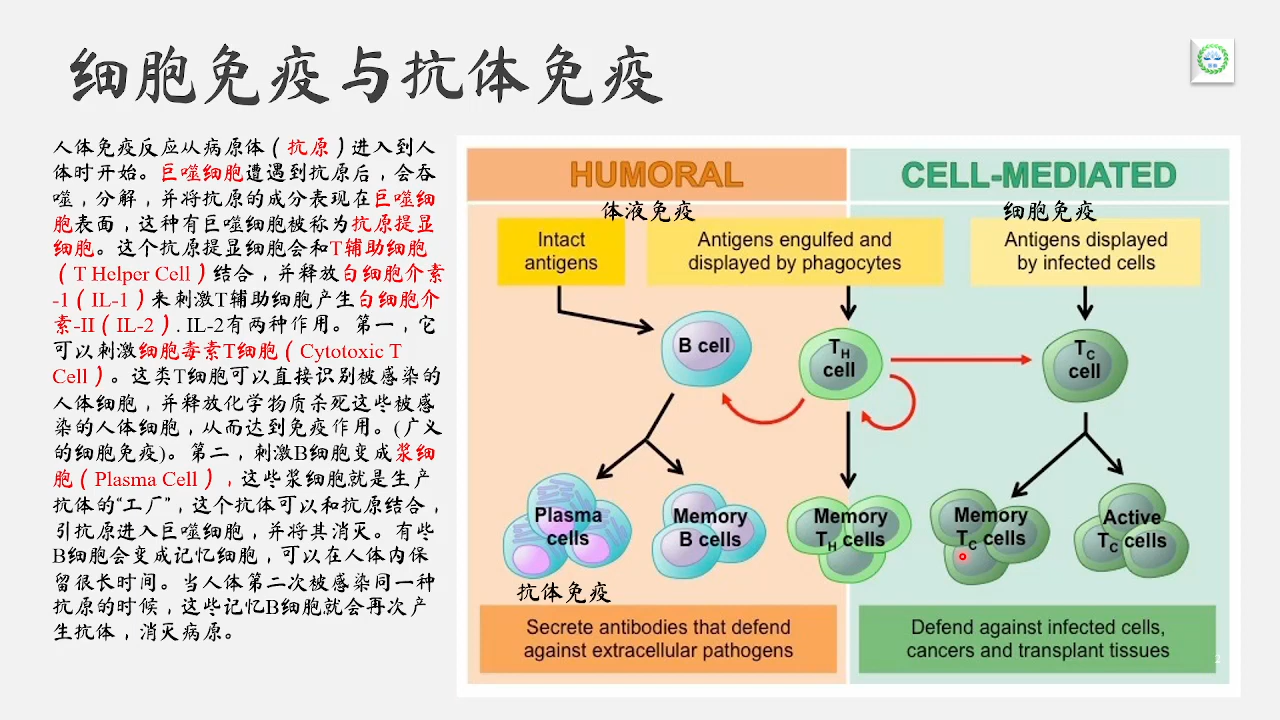 细胞免疫与抗体免疫
人体免疫反应从病原体（抗原）进入到人
体时开始。巨噬细胞遭遇到抗原后，会吞
噬，分解，并将抗原的成分表现在巨噬细
胞表面，这种有巨噬细胞被称为抗原提显
细胞。这个抗原提显细胞会和T辅助细胞
（T Helper Cell）结合，并释放白细胞介素
-1（IL-1）来刺激T辅助细胞产生白细胞介
素-II（IL-2）. IL-2有两种作用。第一，它
可以刺激细胞毒素T细胞（Cytotoxic T
Cell）。这类T细胞可以直接识别被感染的
人体细胞，并释放化学物质杀死这些被感
染的人体细胞，从而达到免疫作用。(广义
的细胞免疫)。第二，刺激B细胞变成浆细
胞（Plasma Cell），这些浆细胞就是生产
抗体的“工厂”，这个抗体可以和抗原结合，
引抗原进入巨噬细胞，并将其消灭。有些
B细胞会变成记忆细胞，可以在人体内保
留很长时间。当人体第二次被感染同一种
抗原的时候，这些记忆B细胞就会再次产
生抗体，消灭病原。
HUMORAL
体液免疫
Intact
antigens
Antigens engulfed and
displayed by phagocytes
CELL-MEDIATED
细胞免疫
Antigens displayed
by infected cells
B cell
TH
cell
TC
cell
Plasma
cells
Memory
B cells
Memory
TH cells
Memory
TC cells
Active
TC cells
抗体免疫
Secrete antibodies that defend
against extracellular pathogens
Defend against infected cells,
cancers and transplant tissues
2